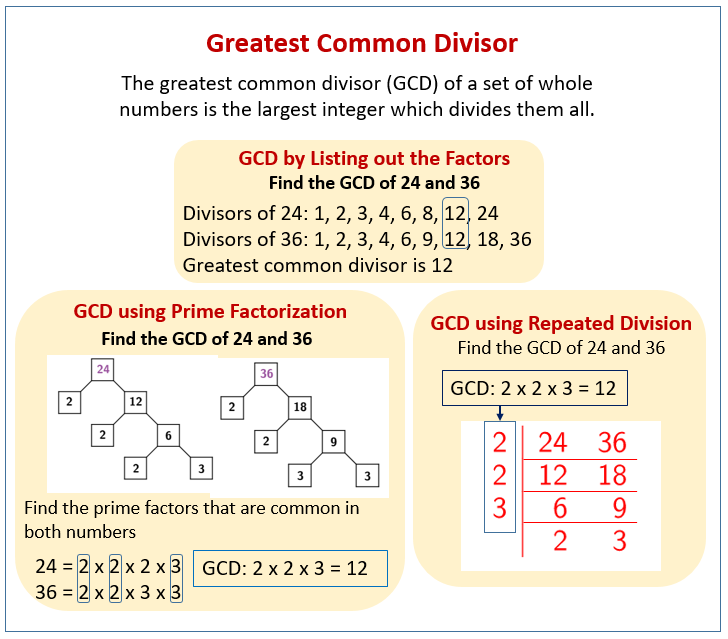 Greatest Common Divisor
The greatest common divisor (GCD) of a set of whole
numbers is the largest integer which divides them all.
GCD by Listing out the Factors
Find the GCD of 24 and 36
Divisors of 24: 1, 2, 3, 4, 6, 8, 12, 24
Divisors of 36: 1, 2, 3, 4, 6, 9, 12, 18, 36
Greatest common divisor is 12
GCD using Prime Factorization
Find the GCD of 24 and 36
24
2 12
2 6
2 3
36
2 18
2 9
3 3
Find the prime factors that are common in
both numbers
24 = 2 x 2 x 2 x 3
36 = 2 x 2 x 3 x 3
GCD: 2 x 2 x 3 = 12
GCD using Repeated Division
Find the GCD of 24 and 36
GCD: 2 x 2 x 3 = 12
2 24 36
2 12 18
3 6 9
2 3